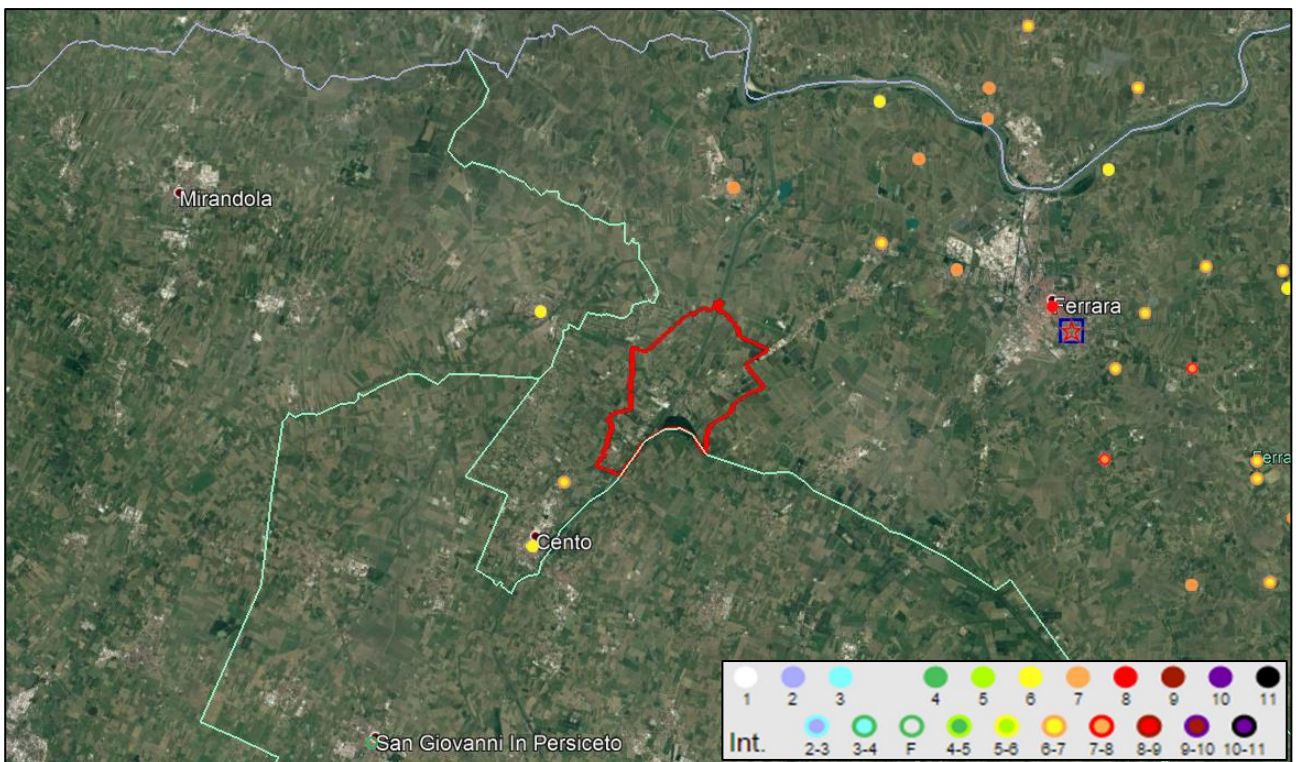 Mirandola
Ferrara
Ferra
Cento
San Giovanni In Persiceto
1 2 3 4 5 6 7 8 9 10 11
Int. 2-3 3-4 F 4-5 5-6 6-7 7-8 8-9 9-10 10-11